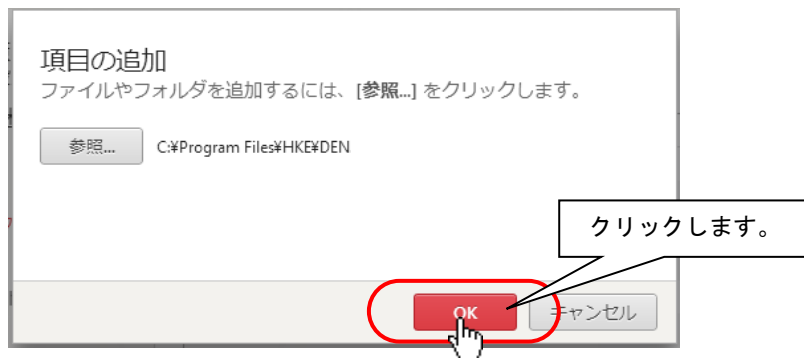 項目の追加
ファイルやフォルダを追加するには、[参照...] をクリックします。
参照... C:¥Program Files¥HKE¥DEN
クリックします。
OK キャンセル